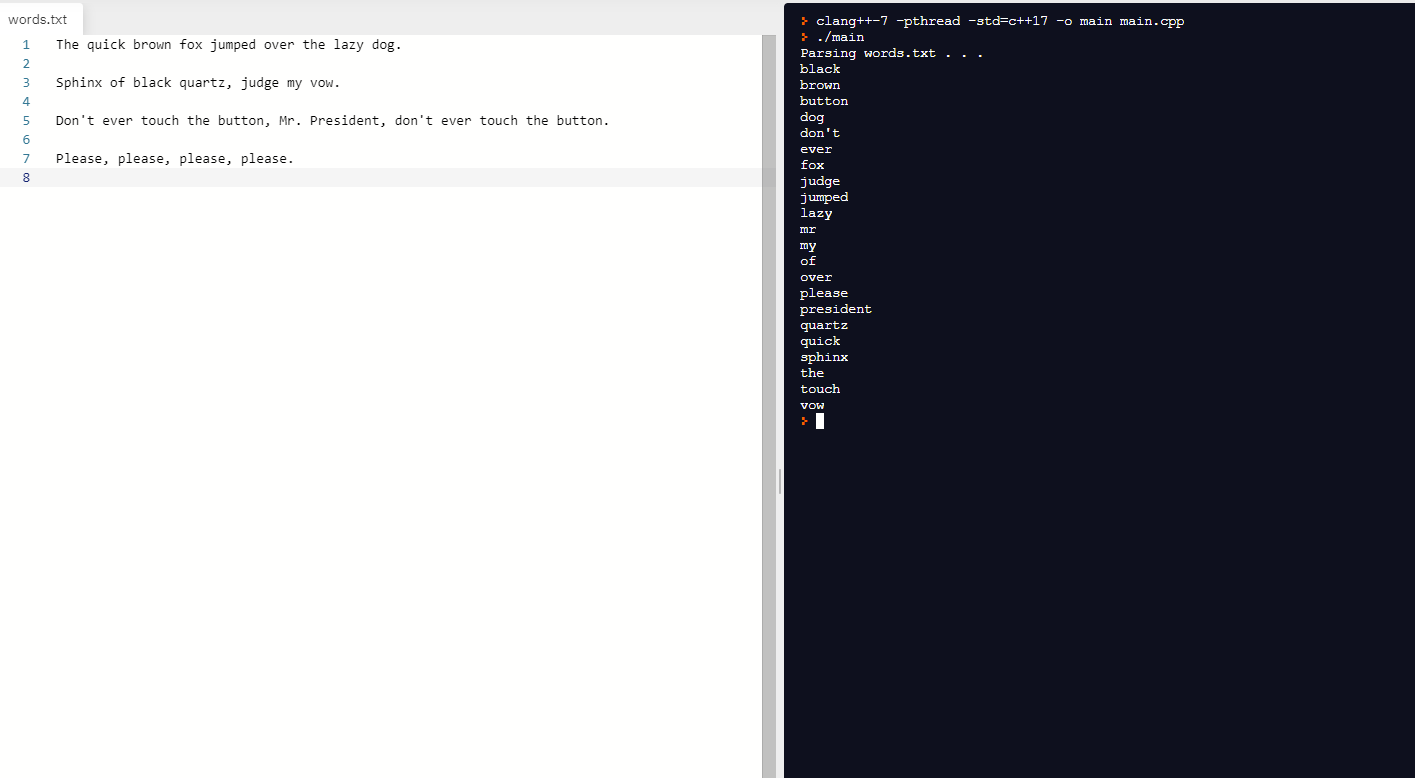 words.txt
1 The quick brown fox jumped over the lazy dog.
2
3 Sphinx of black quartz, judge my vow.
4
5 Don't ever touch the button, Mr. President, don't ever touch the button.
6
7 Please, please, please, please.
8
> clang++-7 -pthread -std=c++17 -o main main.cpp
> ./main
Parsing words.txt . . .
black
brown
button
dog
don't
ever
fox
judge
jumped
lazy
mr
my
of
over
please
president
quartz
quick
sphinx
the
touch
vow
>